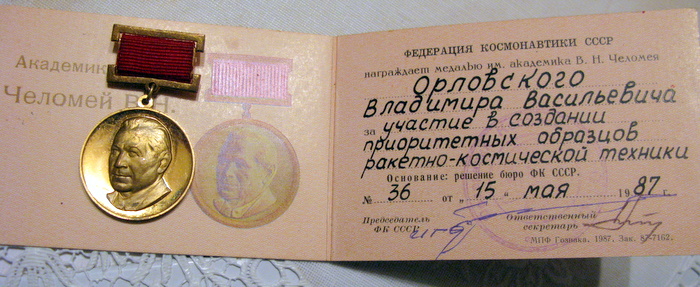 Академик
Челомей В. Н.
ФЕДЕРАЦИЯ КОСМОНАВТИКИ СССР
награждает медалью им. академика В. Н. Челомея
Орловского
Владимира Васильевича
за участие в создании
приоритетных образцов
ракетно-космической техники
Основание: решение бюро ФК СССР.
№ 36 от „ 15 „ мая 1987 г.
Председатель
ФК СССР
Ответственный
секретарь
©МПФ Гознака. 1987. Зак. 87-7162.